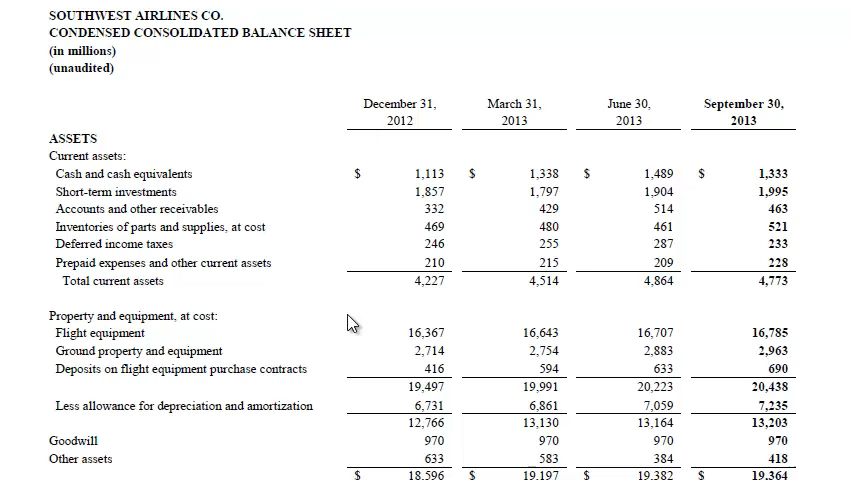 SOUTHWEST AIRLINES CO.
CONDENSED CONSOLIDATED BALANCE SHEET
(in millions)
(unaudited)
December 31, March 31, June 30, September 30,
2012 2013 2013 2013
ASSETS
Current assets:
Cash and cash equivalents $ 1,113 $ 1,338 $ 1,489 $ 1,333
Short-term investments 1,857 1,797 1,904 1,995
Accounts and other receivables 332 429 514 463
Inventories of parts and supplies, at cost 469 480 461 521
Deferred income taxes 246 255 287 233
Prepaid expenses and other current assets 210 215 209 228
Total current assets 4,227 4,514 4,864 4,773
Property and equipment, at cost:
Flight equipment 16,367 16,643 16,707 16,785
Ground property and equipment 2,714 2,754 2,883 2,963
Deposits on flight equipment purchase contracts 416 594 633 690
19,497 19,991 20,223 20,438
Less allowance for depreciation and amortization 6,731 6,861 7,059 7,235
12,766 13,130 13,164 13,203
Goodwill 970 970 970 970
Other assets 633 583 384 418
$ 18,596 $ 19,197 $ 19,382 $ 19,364